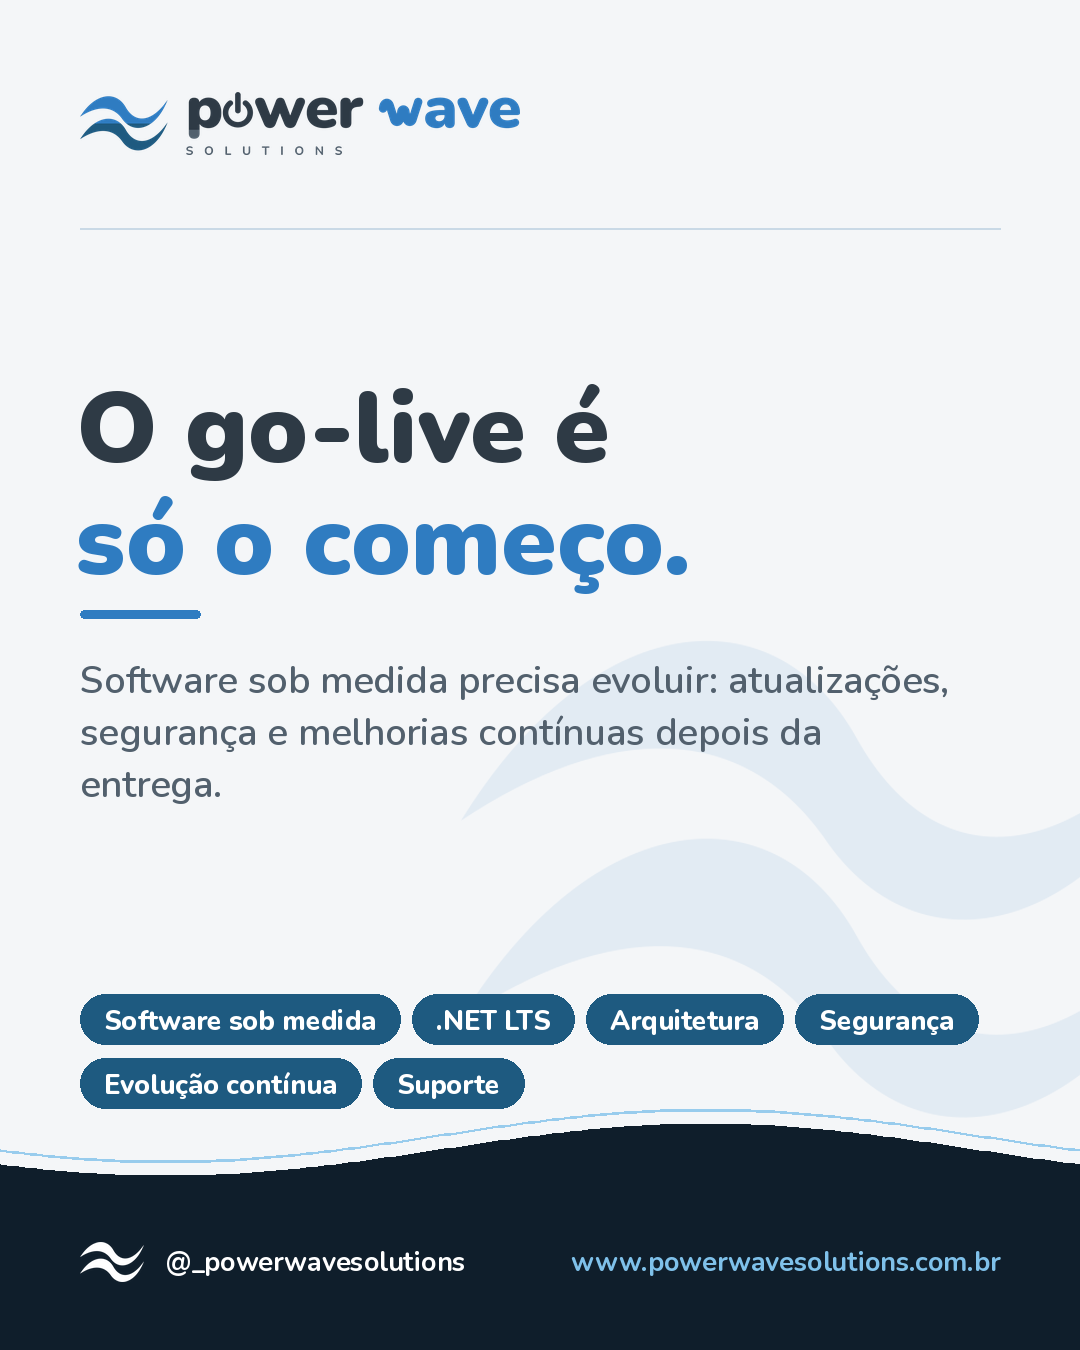 power wave
SOLUTIONS
O go-live é
só o começo.
Software sob medida precisa evoluir: atualizações,
segurança e melhorias contínuas depois da
entrega.
Software sob medida .NET LTS Arquitetura Segurança
Evolução contínua Suporte
@_powerwavesolutions www.powerwavesolutions.com.br